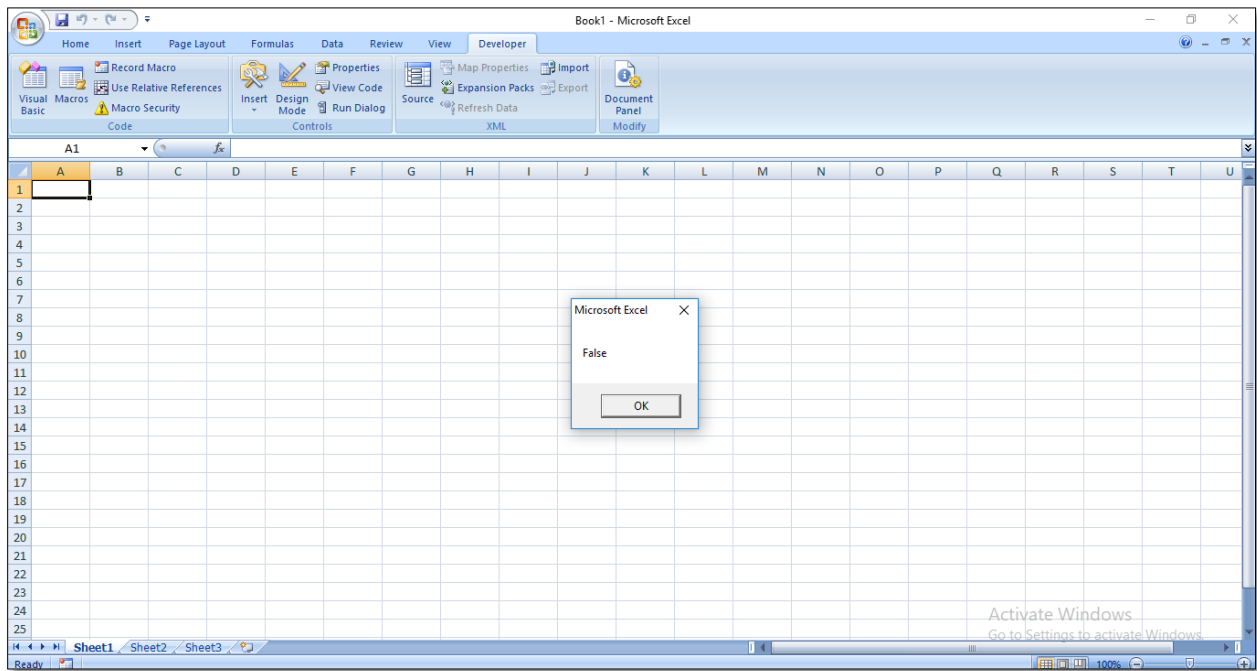 Book1 - Microsoft Excel
Home Insert Page Layout Formulas Data Review View Developer
Visual Basic
Macros
Record Macro
Use Relative References
Macro Security
Code
Insert
Design Mode
Properties
View Code
Run Dialog
Controls
Source
Map Properties
Expansion Packs
Refresh Data
Import
Export
XML
Document Panel
Modify
A1 fx
A B C D E F G H I J K L M N O P Q R S T U
1
2
3
4
5
6
7
8
9
10
11
12
13
14
15
16
17
18
19
20
21
22
23
24
25
Microsoft Excel
False
OK
Activate Windows
Go to Settings to activate Windows.
Sheet1 Sheet2 Sheet3
Ready 100%